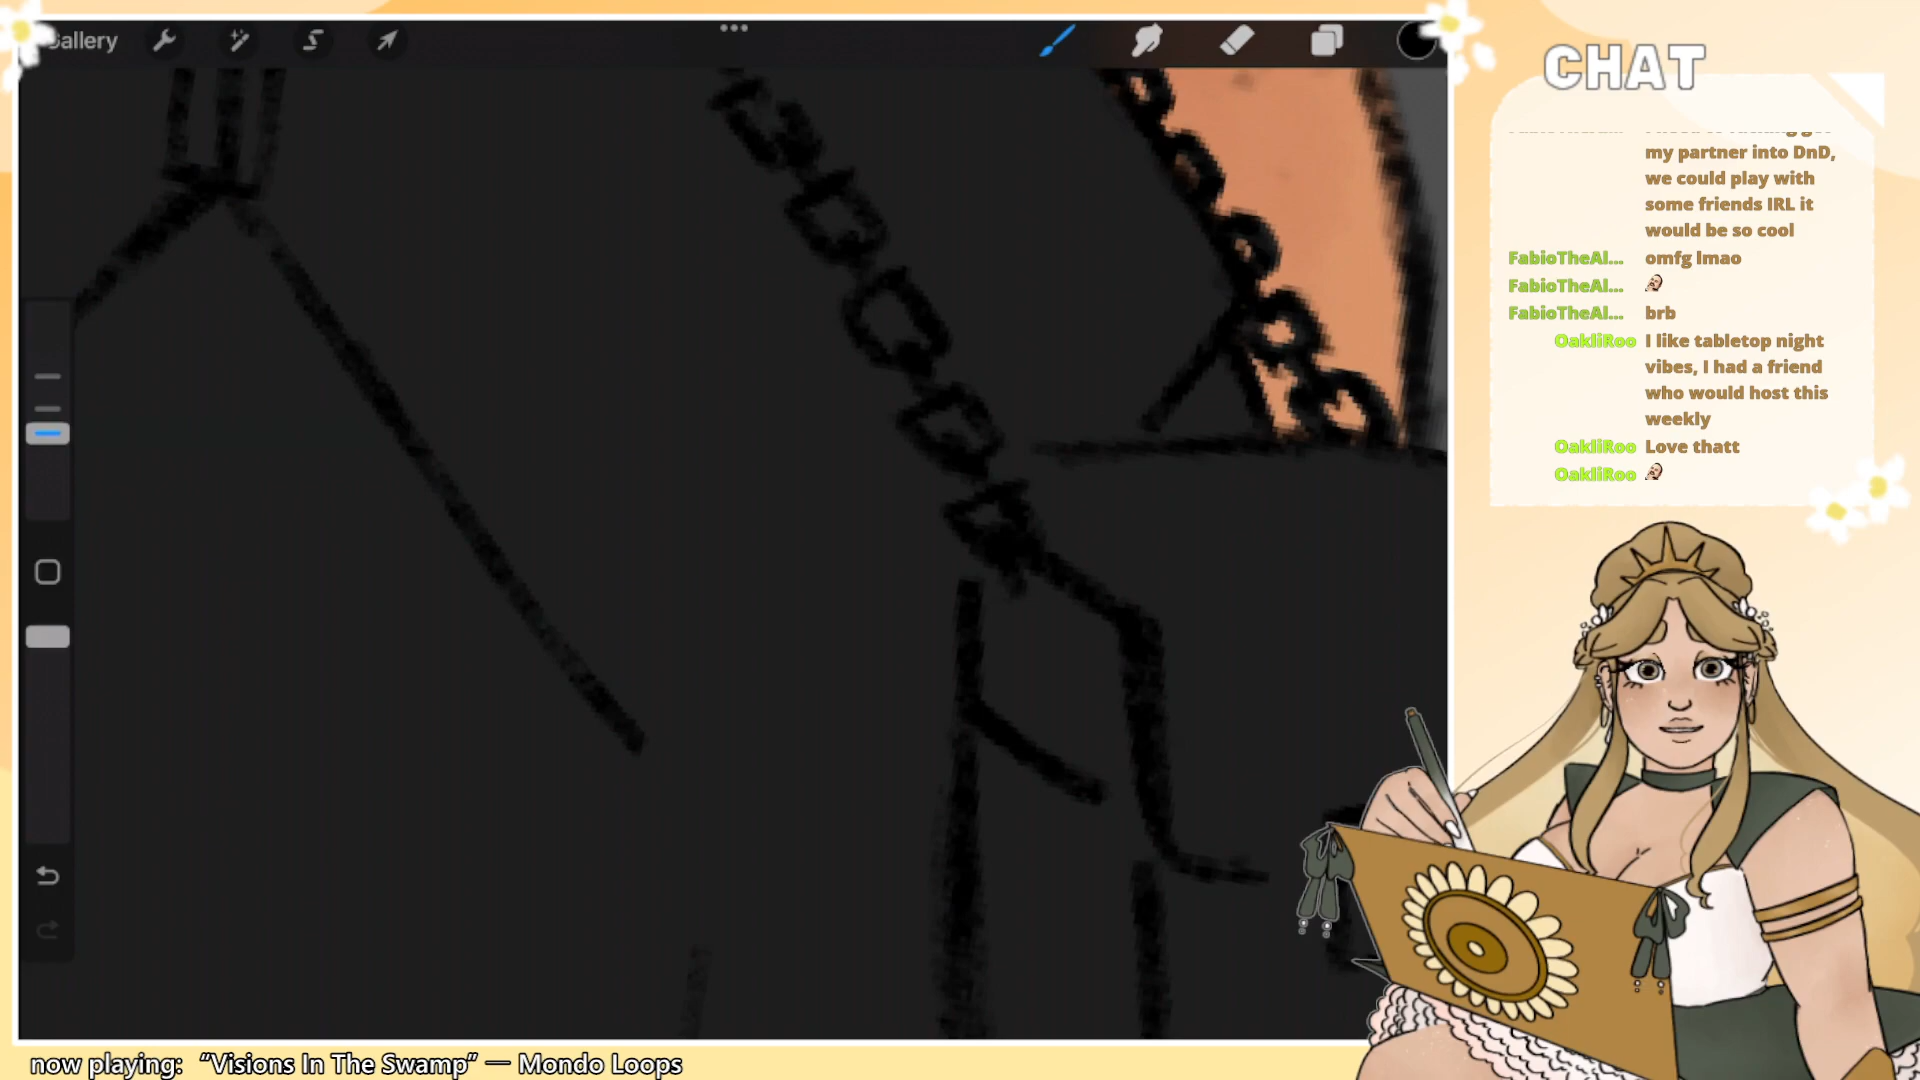 Gallery
CHAT
my partner into DnD,
we could play with
some friends IRL it
would be so cool
FabioTheAl... omfg lmao
FabioTheAl...
FabioTheAl... brb
OakliRoo I like tabletop night
vibes, I had a friend
who would host this
weekly
OakliRoo Love thatt
OakliRoo
now playing: “Visions In The Swamp” — Mondo Loops